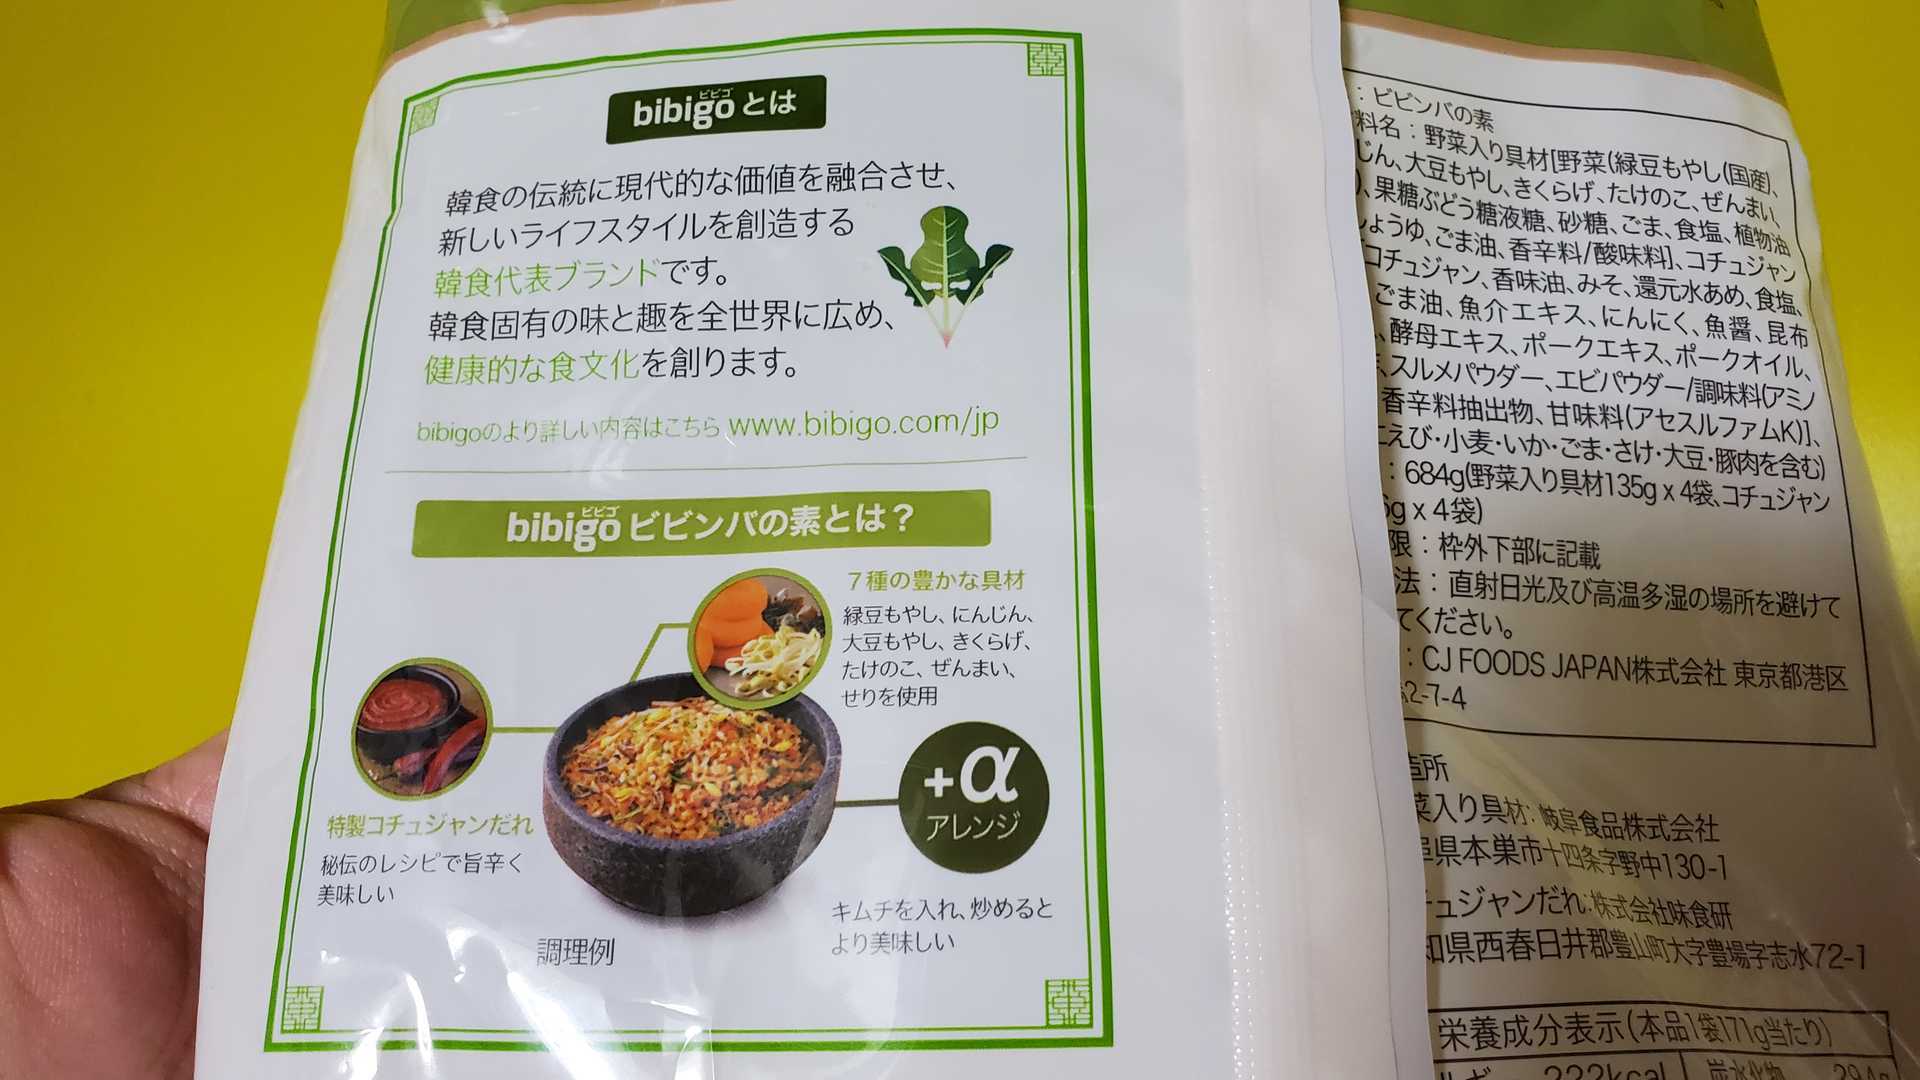 bibigoとは
ビビゴ
韓食の伝統に現代的な価値を融合させ、
新しいライフスタイルを創造する
韓食代表ブランドです。
韓食固有の味と趣を全世界に広め、
健康的な食文化を創ります。
bibigoのより詳しい内容はこちら www.bibigo.com/jp
bibigo ビビンバの素とは？
ビビゴ
7種の豊かな具材
緑豆もやし、にんじん、
大豆もやし、きくらげ、
たけのこ、ぜんまい、
せりを使用
特製コチュジャンだれ
秘伝のレシピで旨辛く
美味しい
+α
アレンジ
キムチを入れ、炒めると
より美味しい
調理例
：ビビンバの素
料名：野菜入り具材[野菜(緑豆もやし(国産)、
じん、大豆もやし、きくらげ、たけのこ、ぜんまい、
)、果糖ぶどう糖液糖、砂糖、ごま、食塩、植物油
しょうゆ、ごま油、香辛料/酸味料]、コチュジャン
コチュジャン、香味油、みそ、還元水あめ、食塩、
ごま油、魚介エキス、にんにく、魚醤、昆布
、酵母エキス、ポークエキス、ポークオイル、
、スルメパウダー、エビパウダー/調味料(アミノ
香辛料抽出物、甘味料(アセスルファムK)]、
えび・小麦・いか・ごま・さけ・大豆・豚肉を含む)
：684g(野菜入り具材135g x 4袋、コチュジャン
6g x 4袋)
限：枠外下部に記載
法：直射日光及び高温多湿の場所を避けて
てください。
：CJ FOODS JAPAN株式会社 東京都港区
2-7-4
造所
菜入り具材：岐阜食品株式会社
県本巣市十四条字野中130-1
チュジャンだれ：株式会社味食研
知県西春日井郡豊山町大字豊場字志水72-1
栄養成分表示(本品1袋171g当たり)
222kcal 炭水化物